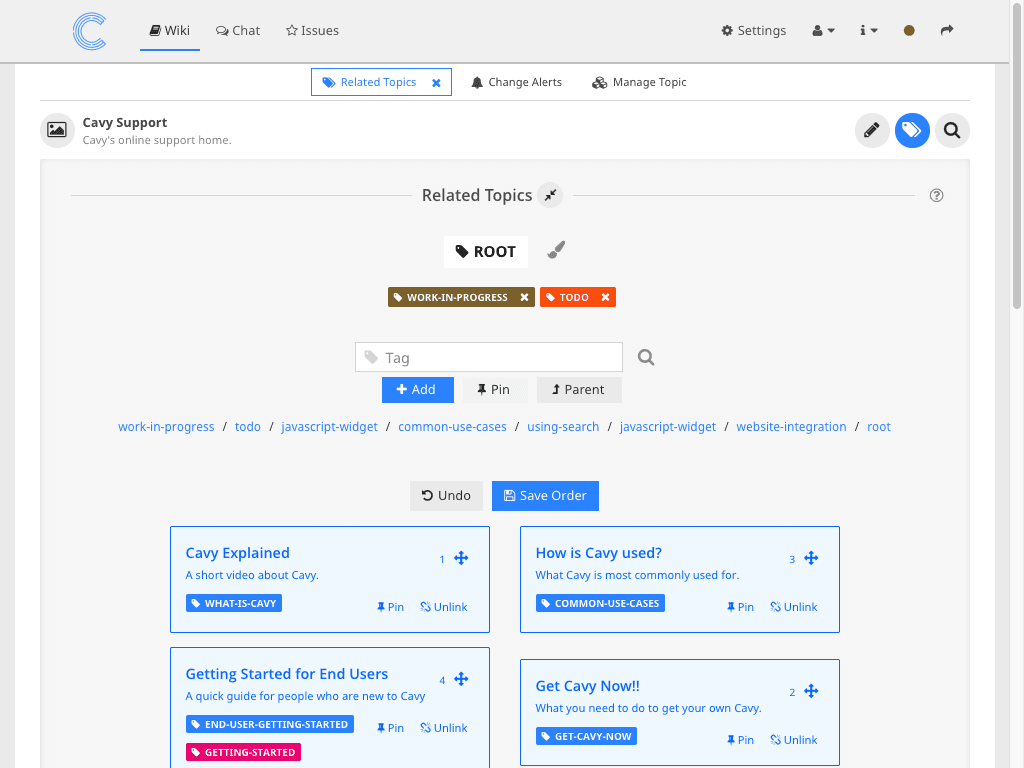 Wiki Chat Issues Settings
Related Topics Change Alerts Manage Topic
Cavy Support
Cavy's online support home.
Related Topics
ROOT
WORK-IN-PROGRESS TODO
Tag
Add Pin Parent
work-in-progress / todo / javascript-widget / common-use-cases / using-search / javascript-widget / website-integration / root
Undo Save Order
Cavy Explained 1
A short video about Cavy.
WHAT-IS-CAVY Pin Unlink
How is Cavy used? 3
What Cavy is most commonly used for.
COMMON-USE-CASES Pin Unlink
Getting Started for End Users 4
A quick guide for people who are new to Cavy
END-USER-GETTING-STARTED Pin Unlink
GETTING-STARTED
Get Cavy Now!! 2
What you need to do to get your own Cavy.
GET-CAVY-NOW Pin Unlink